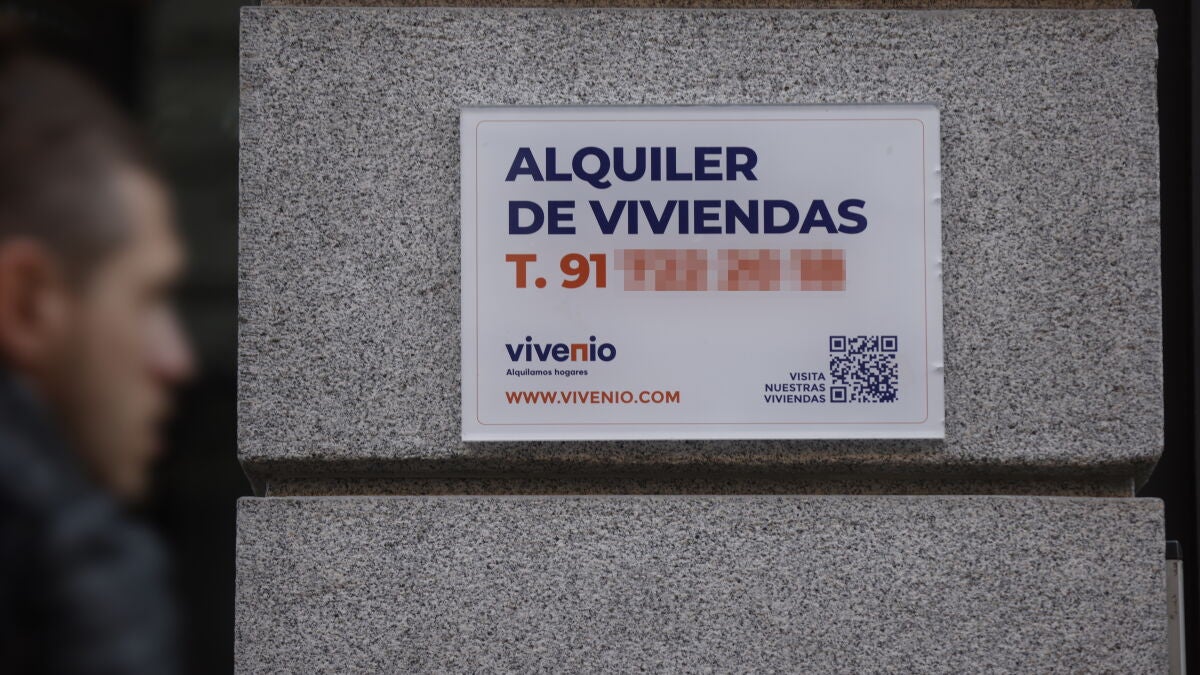 ALQUILER
DE VIVIENDAS
T. 91
vivenio
Alquilamos hogares
WWW.VIVENIO.COM
VISITA
NUESTRAS
VIVIENDAS